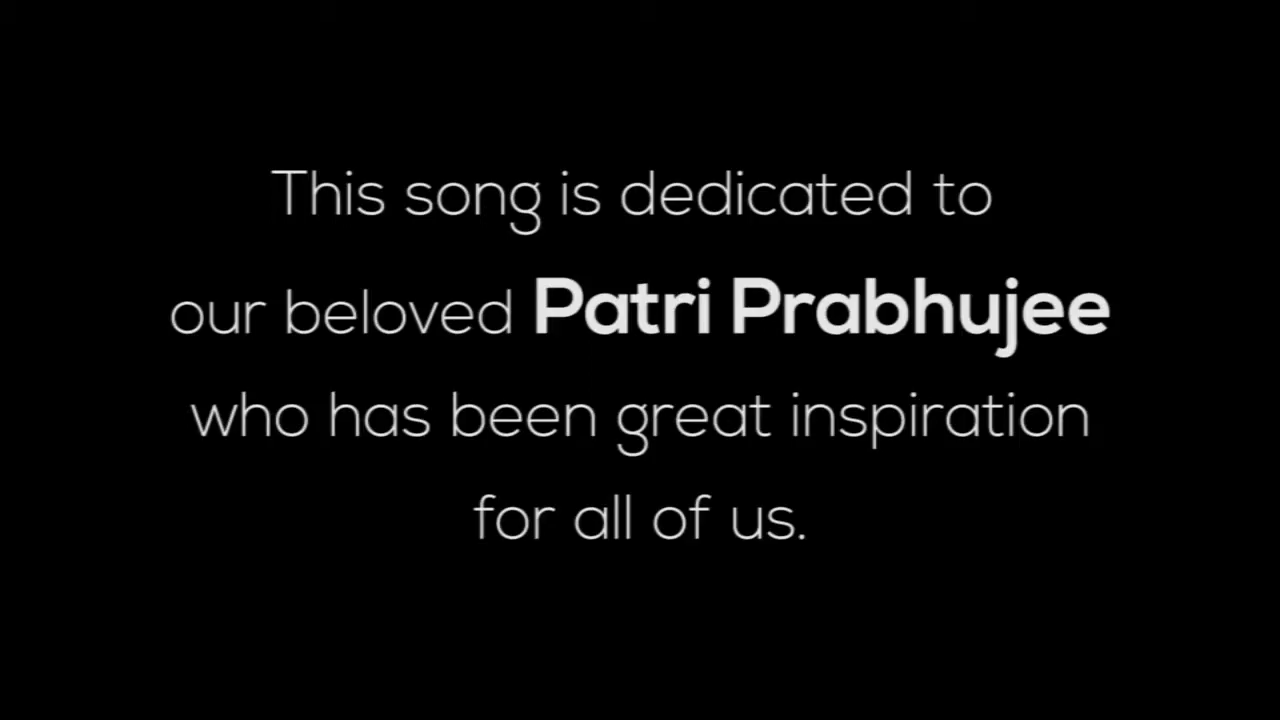 This song is dedicated to
our beloved Patri Prabhujee
who has been great inspiration
for all of us.